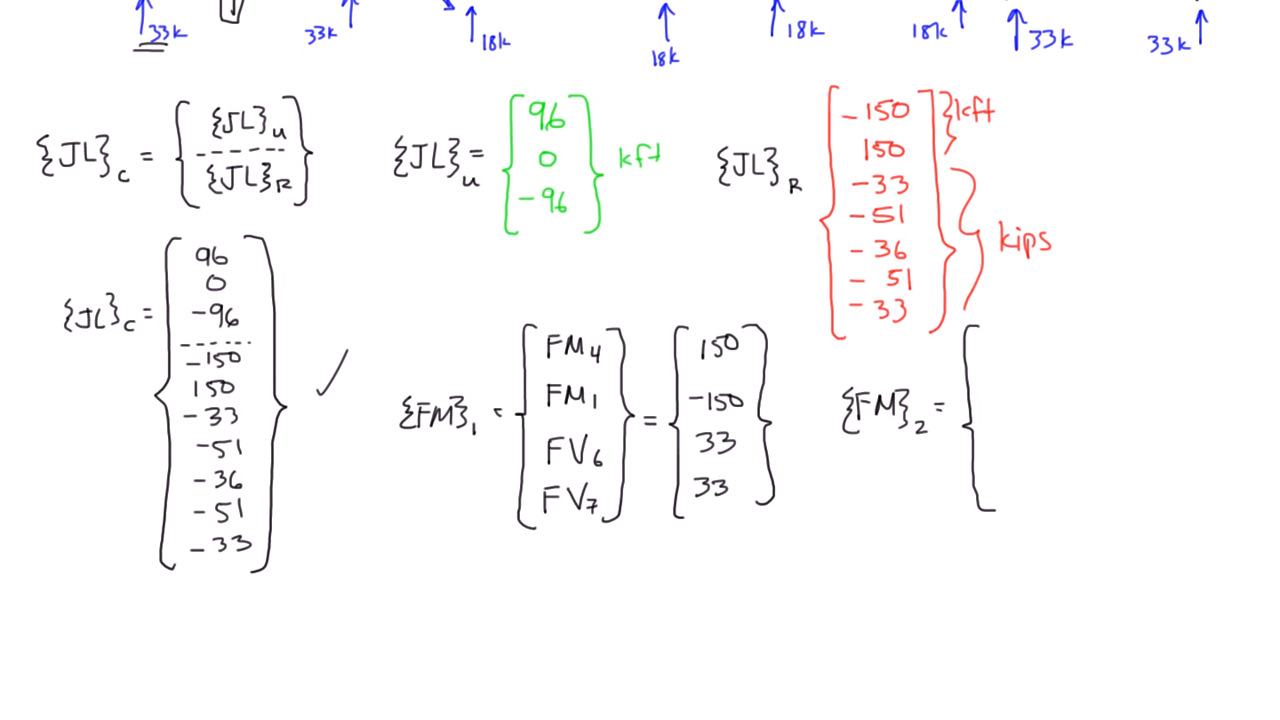 33k 33k 18k 18k 18k 18k 33k 33k
{JL}c = { {JL}u / {JL}R }
{JL}u = { 96 0 -96 } kft
{JL}R { -150 150 -33 -51 -36 -51 -33 } kft kips
{JL}c = { 96 0 -96 -150 150 -33 -51 -36 -51 -33 } ✓
{FM}1 = { FM4 FM1 FV6 FV7 } = { 150 -150 33 33 }
{FM}2 = {